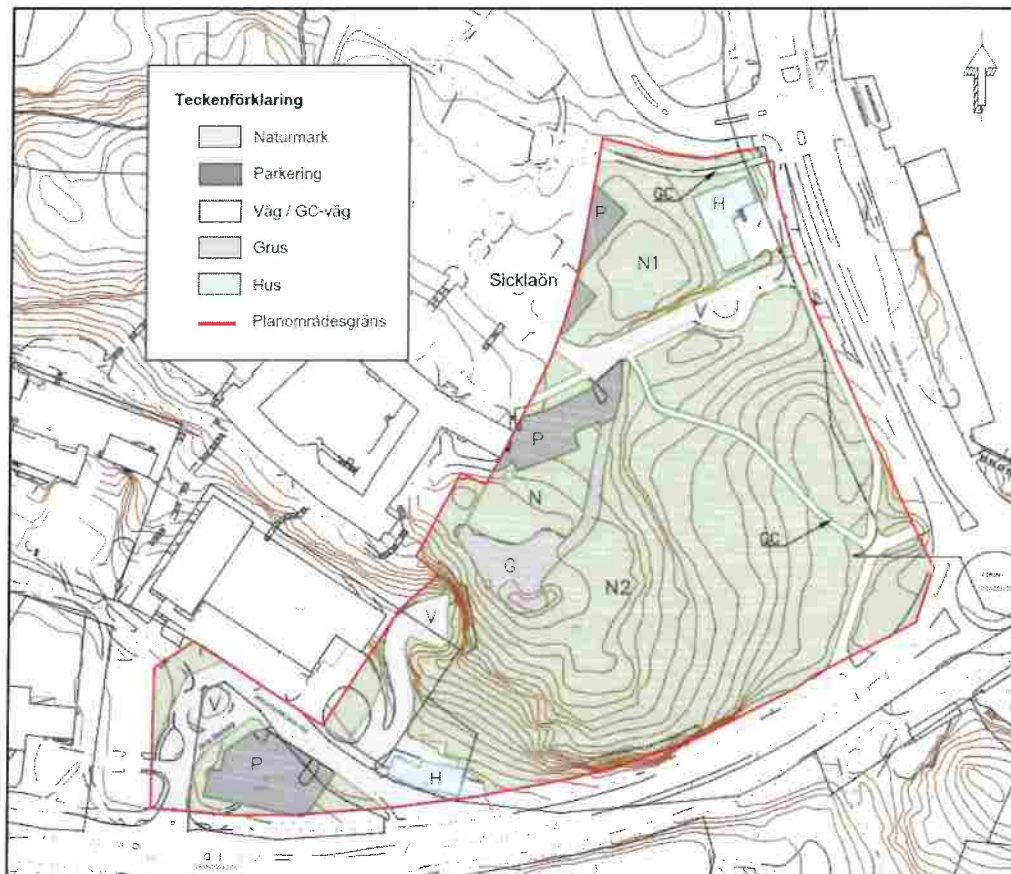 Teckenförklaring
Naturmark
Parkering
Väg / GC-väg
Grus
Hus
Planområdesgräns
Sicklaön
GC
P
H
N1
V
P
N
GC
G
N2
V
V
P
H